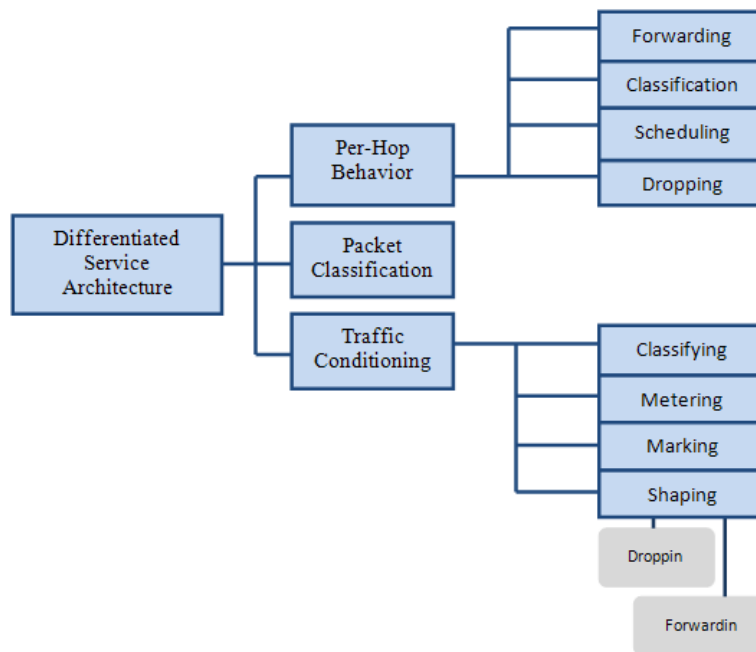 Differentiated
Service
Architecture
Per-Hop
Behavior
Packet
Classification
Traffic
Conditioning
Forwarding
Classification
Scheduling
Dropping
Classifying
Metering
Marking
Shaping
Droppin
Forwardin